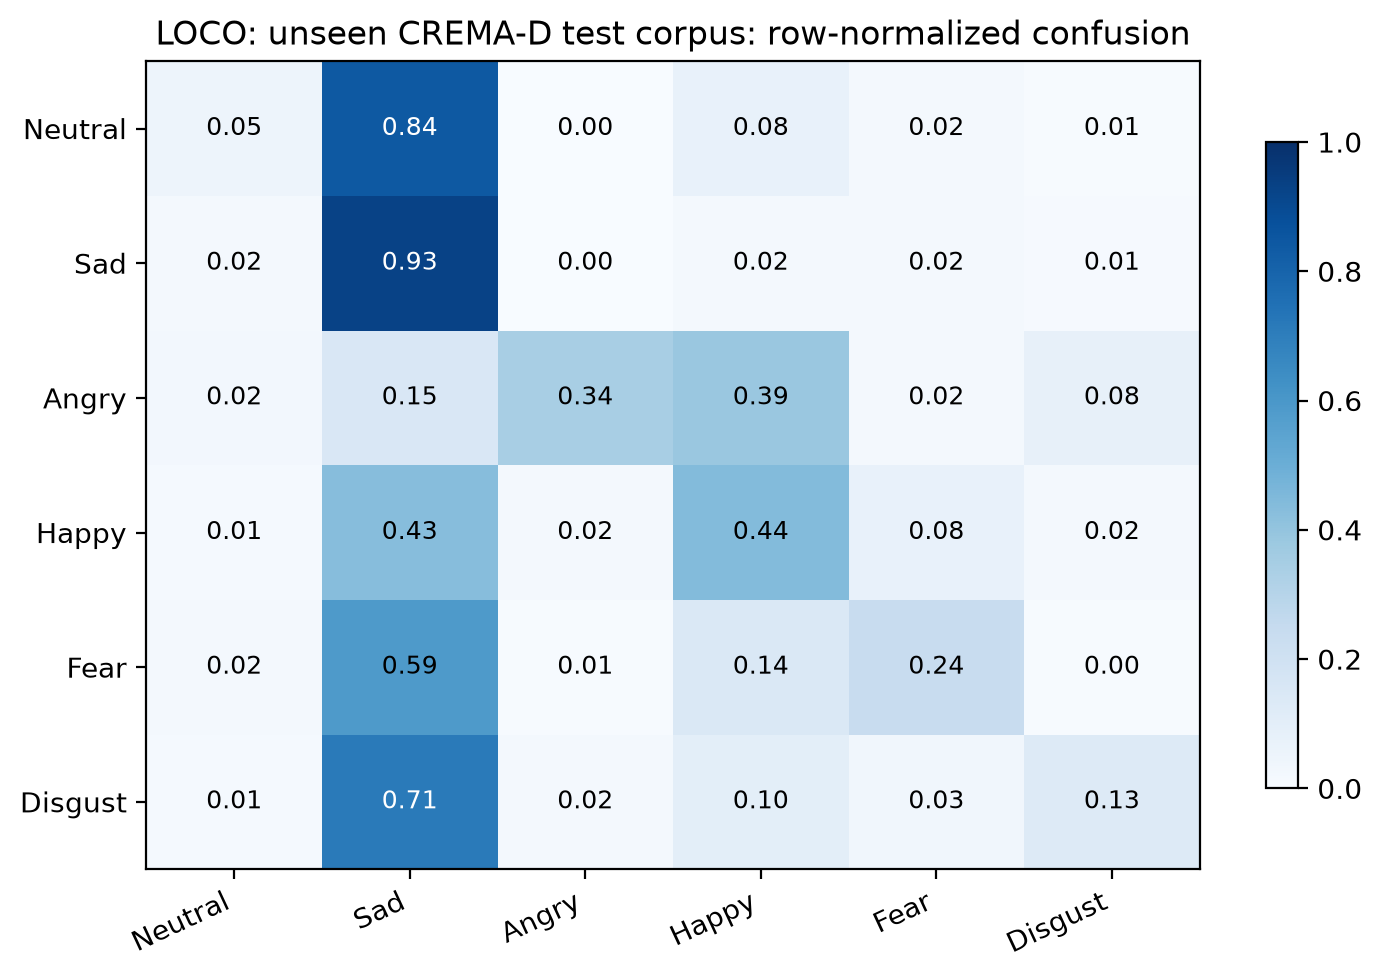 LOCO: unseen CREMA-D test corpus: row-normalized confusion
Neutral 0.05 0.84 0.00 0.08 0.02 0.01
Sad 0.02 0.93 0.00 0.02 0.02 0.01
Angry 0.02 0.15 0.34 0.39 0.02 0.08
Happy 0.01 0.43 0.02 0.44 0.08 0.02
Fear 0.02 0.59 0.01 0.14 0.24 0.00
Disgust 0.01 0.71 0.02 0.10 0.03 0.13
Neutral Sad Angry Happy Fear Disgust
1.0
0.8
0.6
0.4
0.2
0.0